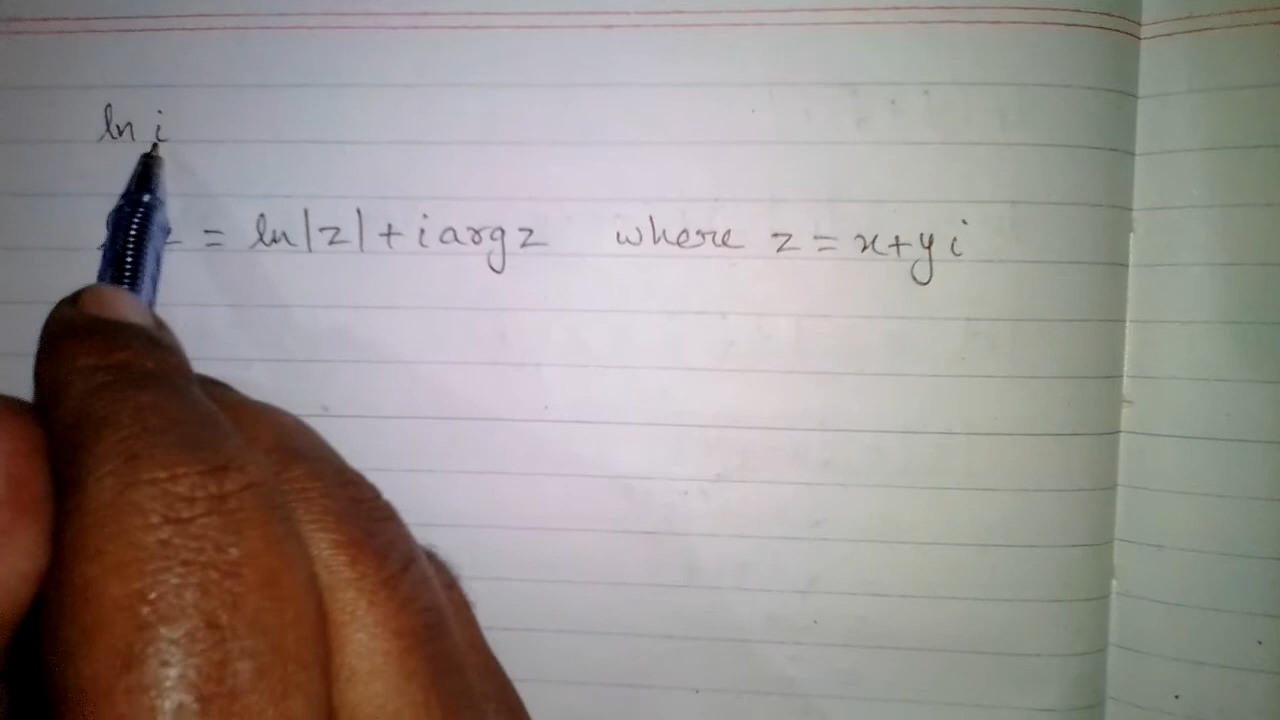 ln i
= ln|z| + i arg z where z = x+yi